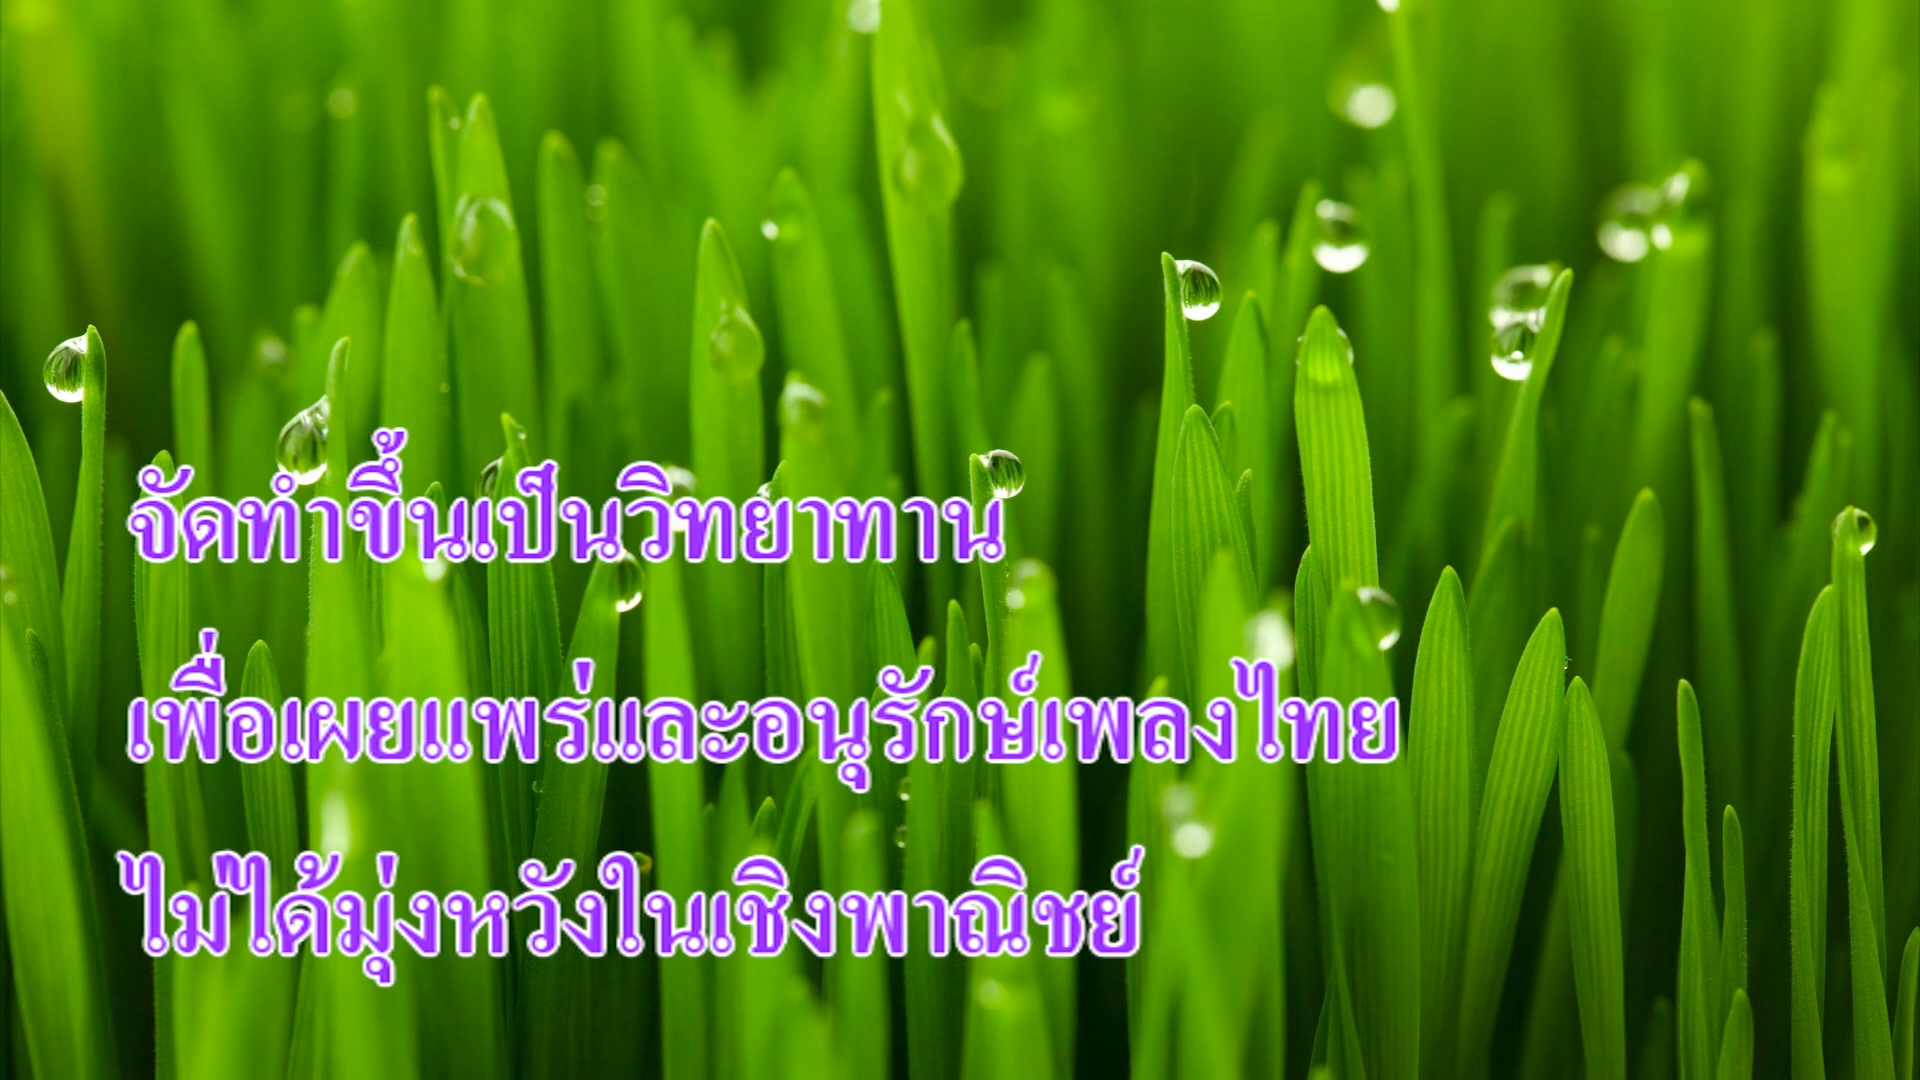 จัดทำขึ้นเป็นวิทยาทาน
เพื่อเผยแพร่และอนุรักษ์เพลงไทย
ไม่ได้มุ่งหวังในเชิงพาณิชย์